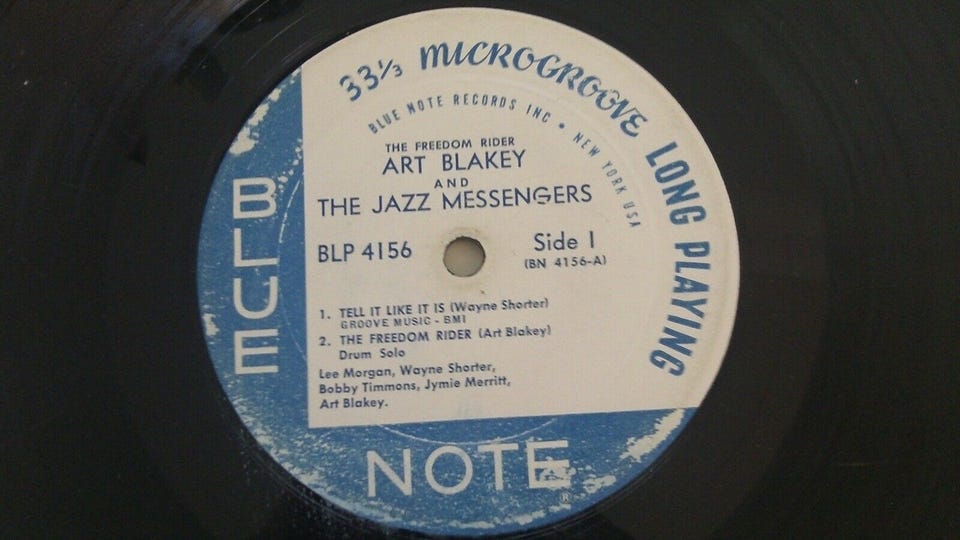 33⅓ MICROGROOVE LONG PLAYING
BLUE NOTE RECORDS INC • NEW YORK USA
THE FREEDOM RIDER
ART BLAKEY
AND
THE JAZZ MESSENGERS
BLP 4156
Side 1
(BN 4156-A)
1. TELL IT LIKE IT IS (Wayne Shorter)
GROOVE MUSIC - BMI
2. THE FREEDOM RIDER (Art Blakey)
Drum Solo
Lee Morgan, Wayne Shorter,
Bobby Timmons, Jymie Merritt,
Art Blakey.
BLUE
NOTE ®